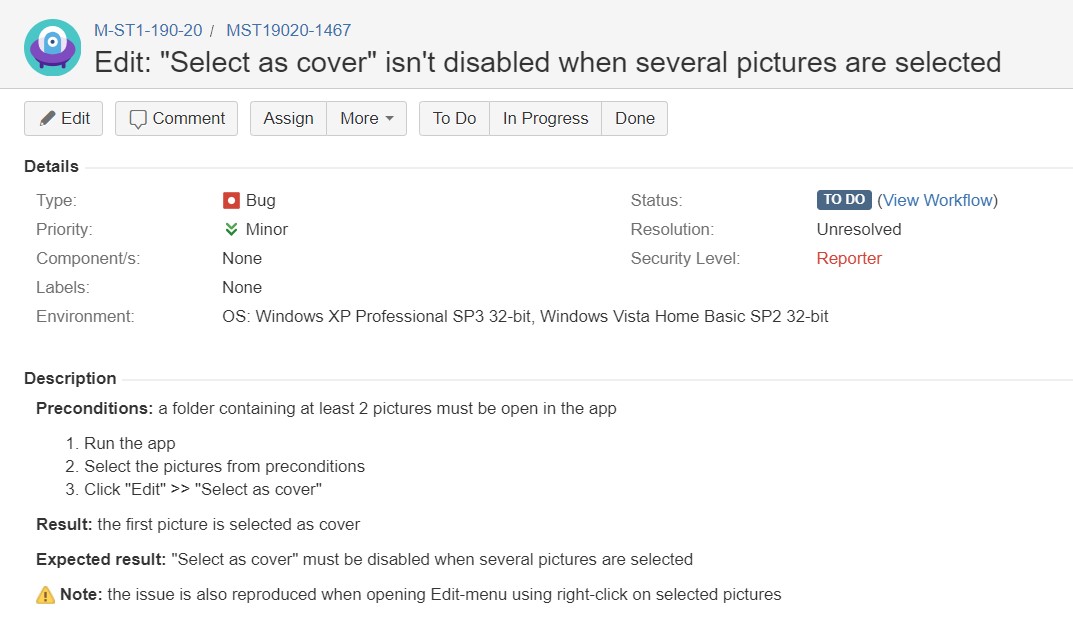 M-ST1-190-20 / MST19020-1467
Edit: "Select as cover" isn't disabled when several pictures are selected
Edit Comment Assign More To Do In Progress Done
Details
Type: Bug Status: TO DO (View Workflow)
Priority: Minor Resolution: Unresolved
Component/s: None Security Level: Reporter
Labels: None
Environment: OS: Windows XP Professional SP3 32-bit, Windows Vista Home Basic SP2 32-bit
Description
Preconditions: a folder containing at least 2 pictures must be open in the app
1. Run the app
2. Select the pictures from preconditions
3. Click "Edit" >> "Select as cover"
Result: the first picture is selected as cover
Expected result: "Select as cover" must be disabled when several pictures are selected
Note: the issue is also reproduced when opening Edit-menu using right-click on selected pictures